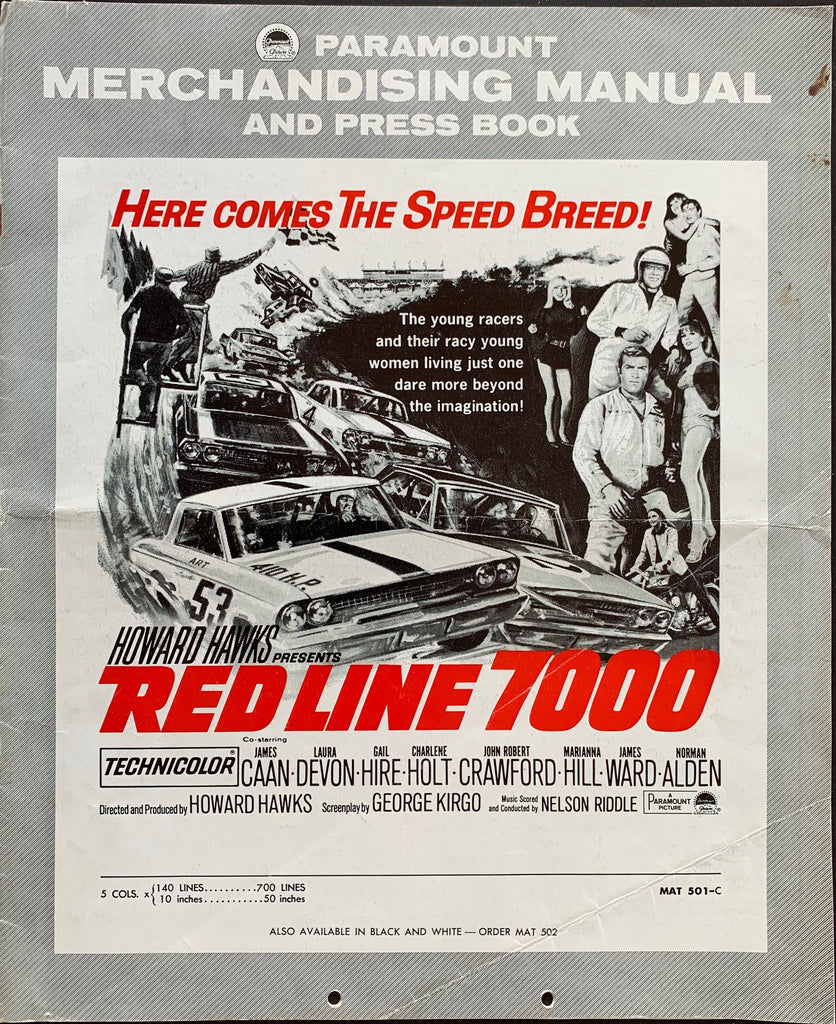 PARAMOUNT
MERCHANDISING MANUAL
AND PRESS BOOK
HERE COMES THE SPEED BREED!
The young racers
and their racy young
women living just one
dare more beyond
the imagination!
4
ART
410 H.P.
53
HOWARD HAWKS PRESENTS
RED LINE 7000
Co-starring
TECHNICOLOR®
JAMES CAAN · LAURA DEVON · GAIL HIRE · CHARLENE HOLT · JOHN ROBERT CRAWFORD · MARIANNA HILL · JAMES WARD · NORMAN ALDEN
Directed and Produced by HOWARD HAWKS Screenplay by GEORGE KIRGO Music Scored and Conducted by NELSON RIDDLE A PARAMOUNT PICTURE
5 COLS. x { 140 LINES..........700 LINES
10 inches...........50 inches
MAT 501-C
ALSO AVAILABLE IN BLACK AND WHITE — ORDER MAT 502